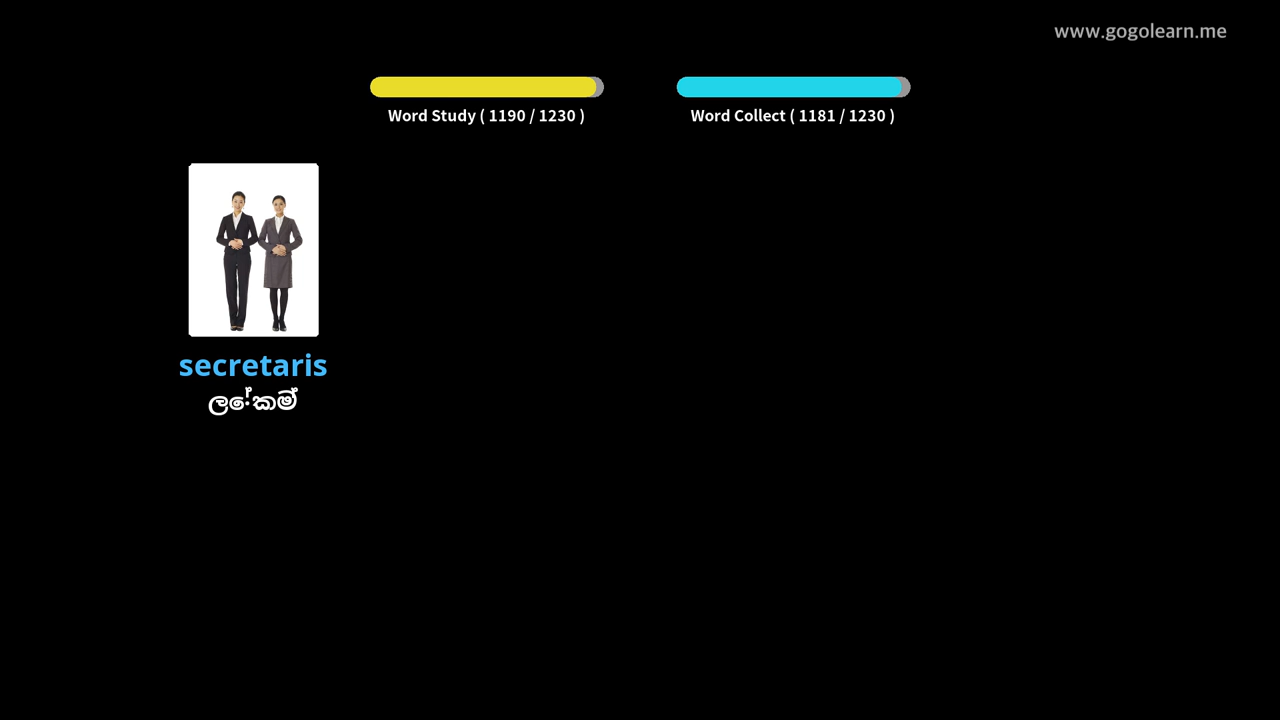 www.gogolearn.me
Word Study ( 1190 / 1230 )
Word Collect ( 1181 / 1230 )
secretaris
ලේකම්